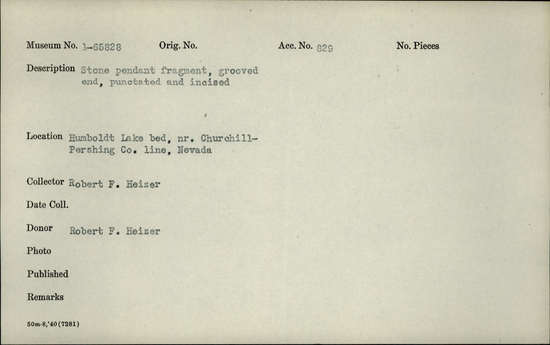 Museum No. 1-65828 Orig. No. Acc. No. 829 No. Pieces
Description Stone pendant fragment, grooved
end, punctated and incised
Location Humboldt Lake bed, nr. Churchill-
Pershing Co. line, Nevada
Collector Robert F. Heizer
Date Coll.
Donor Robert F. Heizer
Photo
Published
Remarks
50m-8,'40(7281)